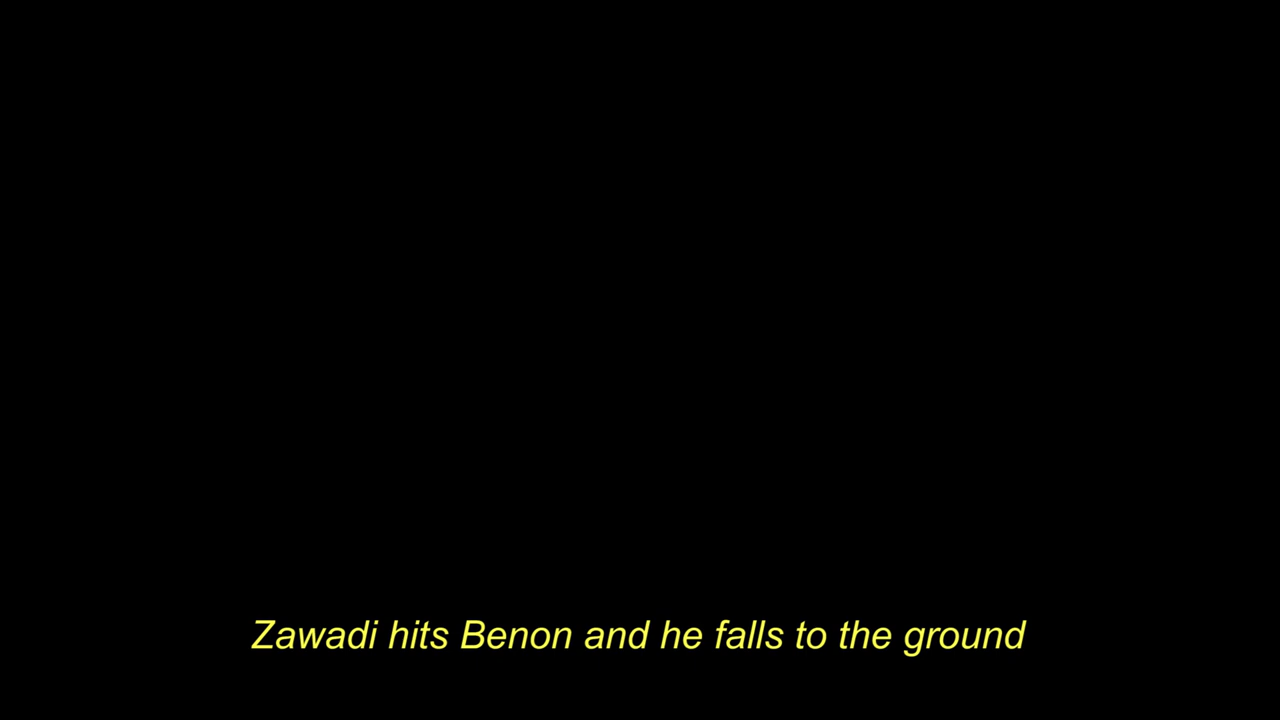 Zawadi hits Benon and he falls to the ground